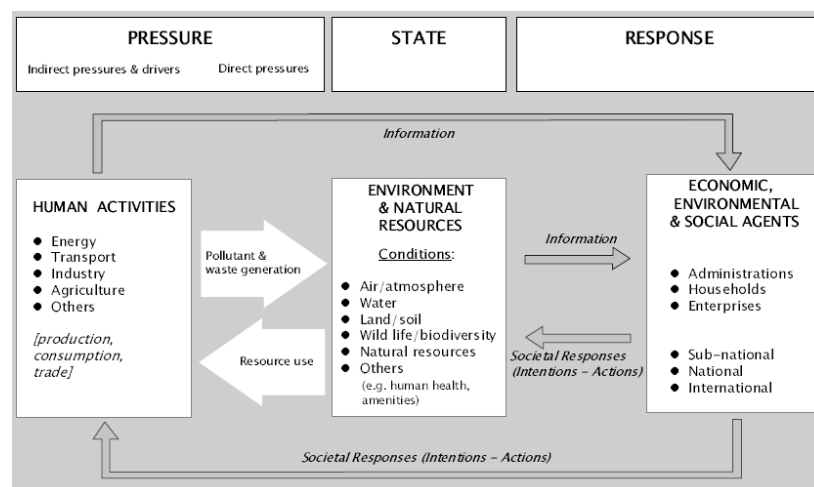 PRESSURE
Indirect pressures & drivers
Direct pressures
STATE
RESPONSE
Information
HUMAN ACTIVITIES
● Energy
● Transport
● Industry
● Agriculture
● Others
[production,
consumption,
trade]
Pollutant &
waste generation
Resource use
ENVIRONMENT
& NATURAL
RESOURCES
Conditions:
● Air/atmosphere
● Water
● Land/soil
● Wild life/biodiversity
● Natural resources
● Others
(e.g. human health,
amenities)
Information
Societal Responses
(Intentions - Actions)
ECONOMIC,
ENVIRONMENTAL
& SOCIAL AGENTS
● Administrations
● Households
● Enterprises
● Sub-national
● National
● International
Societal Responses (Intentions - Actions)